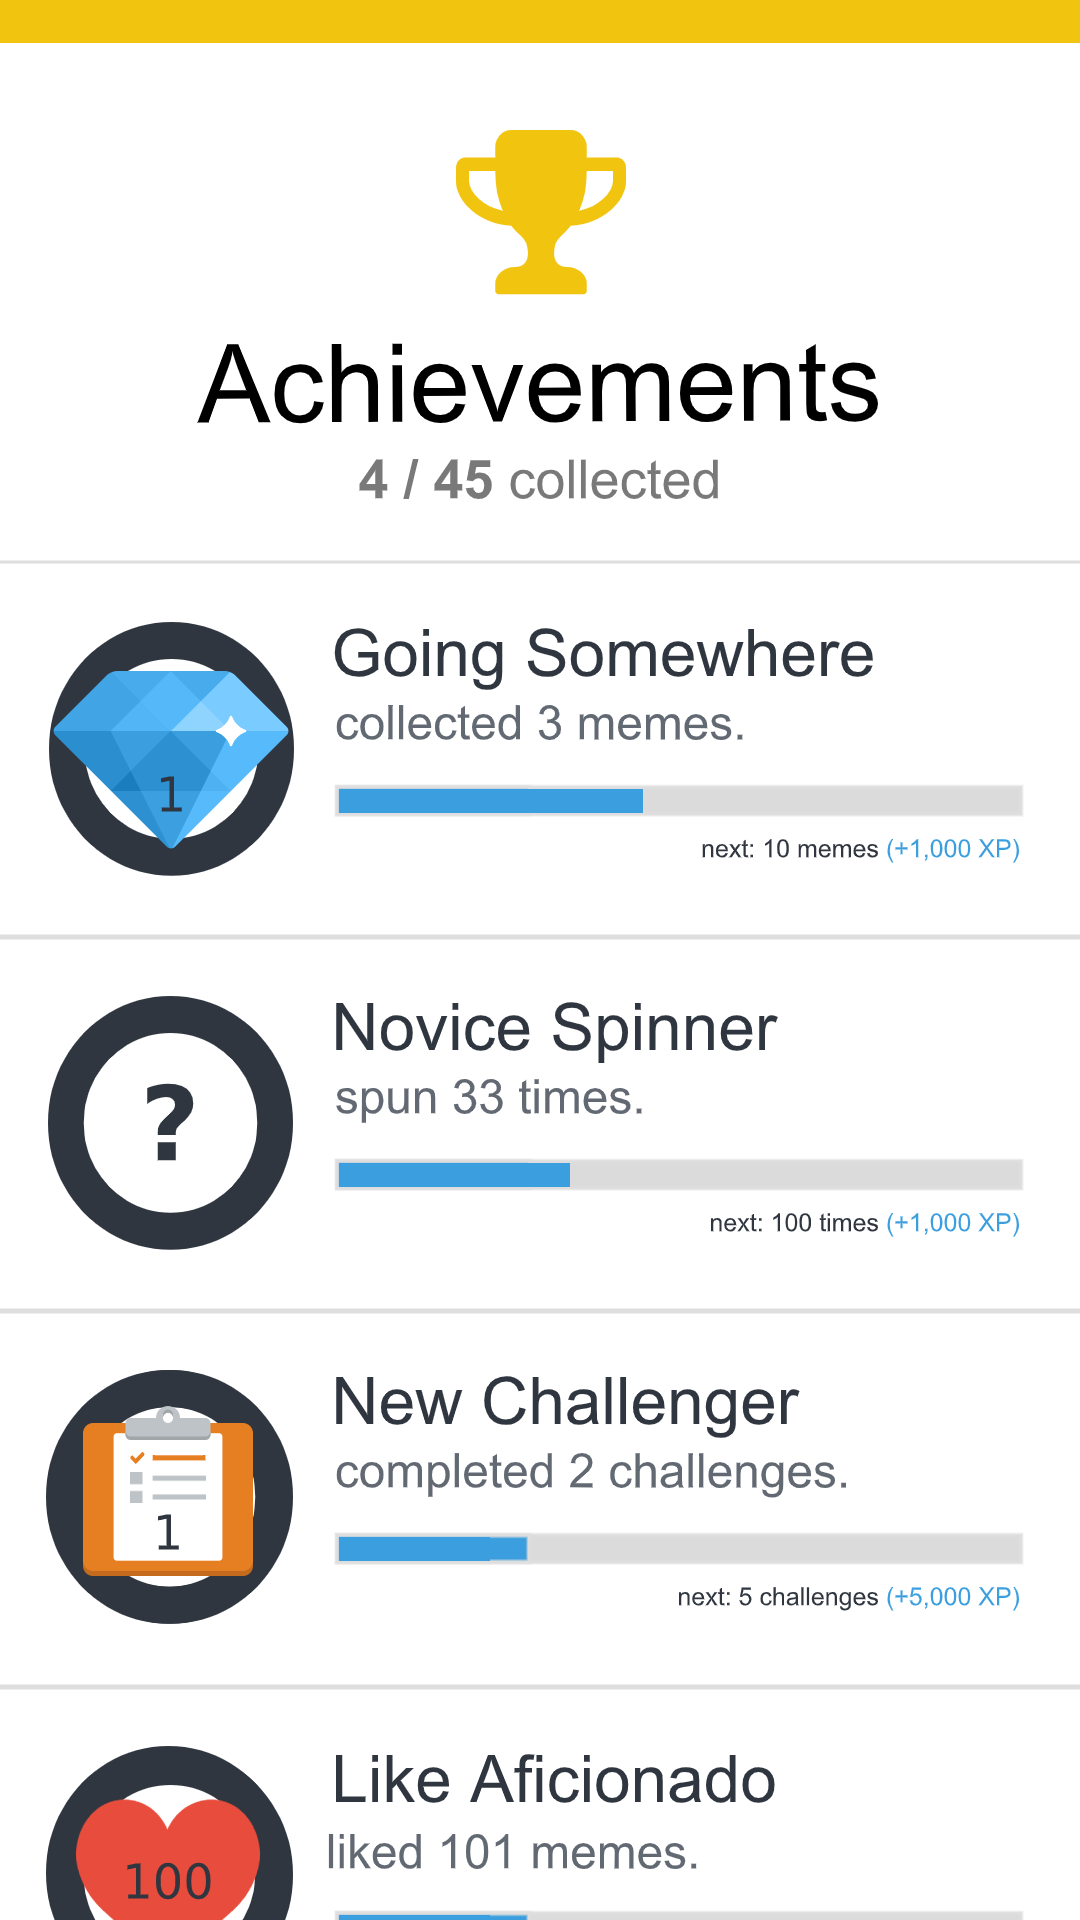 Achievements
4 / 45 collected
Going Somewhere
collected 3 memes.
1
next: 10 memes (+1,000 XP)
Novice Spinner
spun 33 times.
?
next: 100 times (+1,000 XP)
New Challenger
completed 2 challenges.
1
next: 5 challenges (+5,000 XP)
Like Aficionado
liked 101 memes.
100